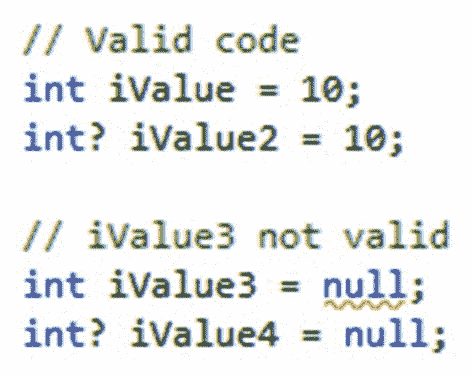 // Valid code
int iValue = 10;
int? iValue2 = 10;
// iValue3 not valid
int iValue3 = null;
int? iValue4 = null;